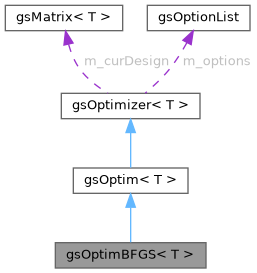 gsMatrix< T >
gsOptionList
m_curDesign
m_options
gsOptimizer< T >
gsOptim< T >
gsOptimBFGS< T >